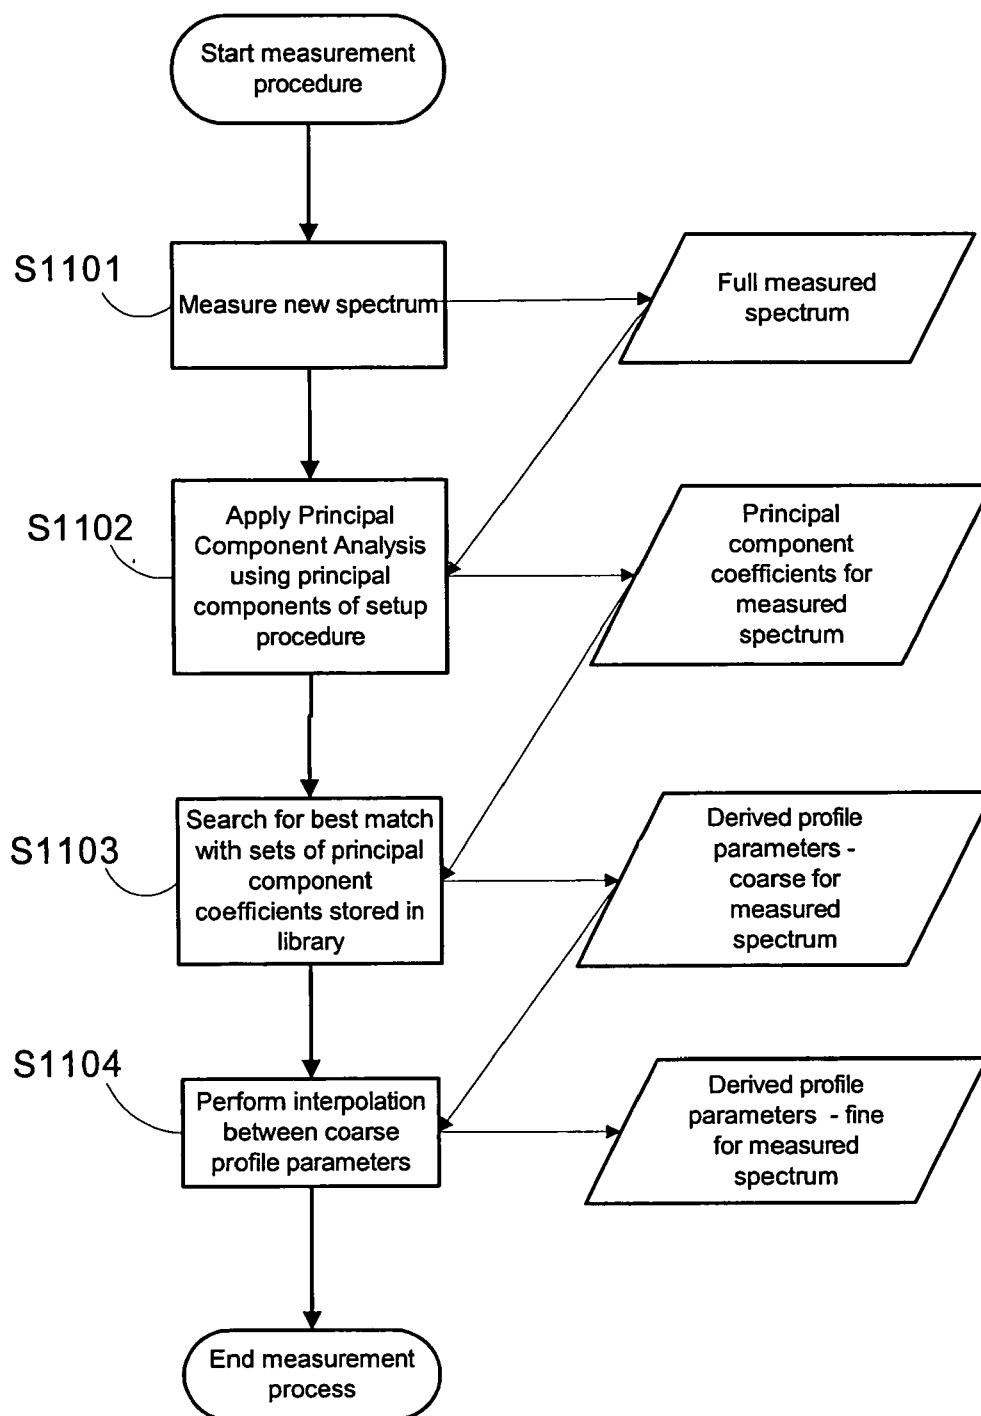 Start measurement
procedure
S1101
Measure new spectrum
Full measured
spectrum
S1102
Apply Principal
Component Analysis
using principal
components of setup
procedure
Principal
component
coefficients for
measured
spectrum
S1103
Search for best match
with sets of principal
component
coefficients stored in
library
Derived profile
parameters -
coarse for
measured
spectrum
S1104
Perform interpolation
between coarse
profile parameters
Derived profile
parameters - fine
for measured
spectrum
End measurement
process